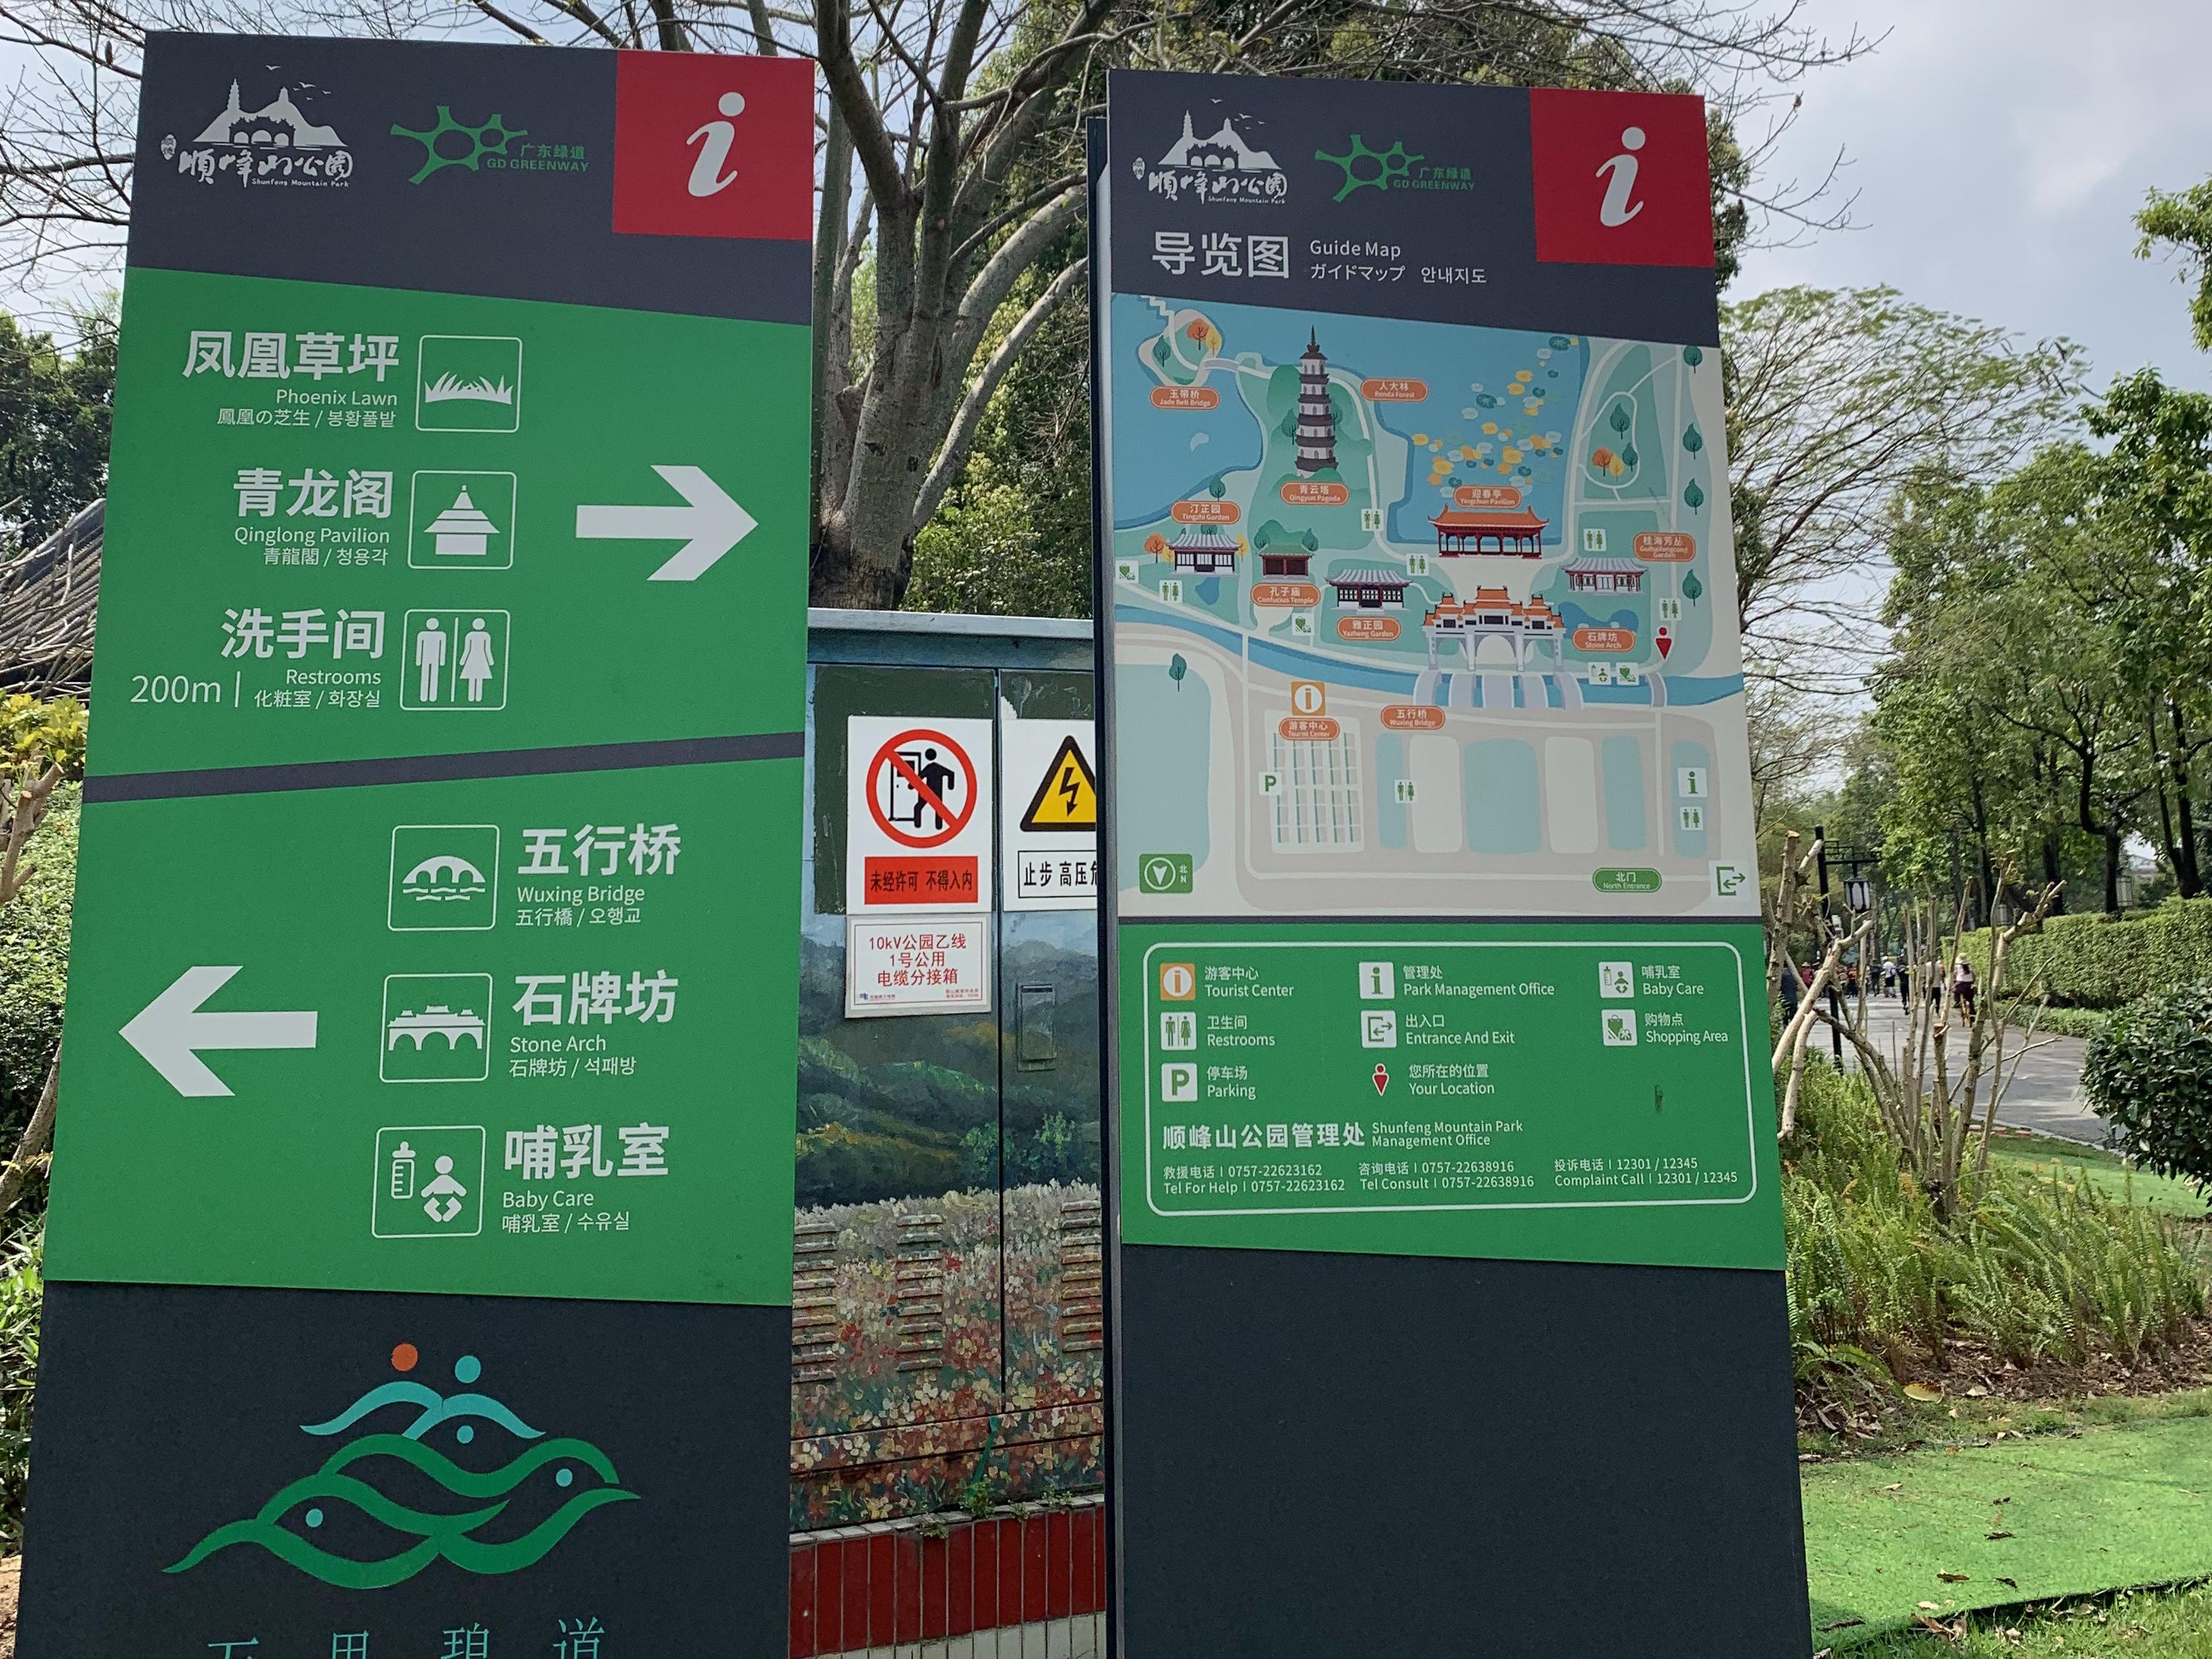 順峰山公園
Shunfeng Mountain Park
广东绿道
GD GREENWAY
i
凤凰草坪
Phoenix Lawn
鳳凰の芝生 / 봉황풀밭
青龙阁
Qinglong Pavilion
青龍閣 / 청용각
洗手间
Restrooms
200m | 化粧室 / 화장실
五行桥
Wuxing Bridge
五行橋 / 오행교
石牌坊
Stone Arch
石牌坊 / 석패방
哺乳室
Baby Care
哺乳室 / 수유실
万里碧道
未经许可 不得入内
止步 高压
10kV公园乙线
1号公用
电缆分接箱
順峰山公園
Shunfeng Mountain Park
广东绿道
GD GREENWAY
i
导览图
Guide Map
ガイドマップ 안내지도
玉带桥
Jade Belt Bridge
人大林
Renda Forest
青云塔
Qingyun Pagoda
迎春亭
Yingchun Pavilion
汀芷园
Tingzhi Garden
桂海芳丛
Guihaifangcong
Garden
孔子庙
Confucius Temple
雅正园
Yazheng Garden
石牌坊
Stone Arch
游客中心
Tourist Center
五行桥
Wuxing Bridge
P
北
N
北门
North Entrance
游客中心
Tourist Center
管理处
Park Management Office
哺乳室
Baby Care
卫生间
Restrooms
出入口
Entrance And Exit
购物点
Shopping Area
P
停车场
Parking
您所在的位置
Your Location
顺峰山公园管理处
Shunfeng Mountain Park
Management Office
救援电话 | 0757-22623162
Tel For Help | 0757-22623162
咨询电话 | 0757-22638916
Tel Consult | 0757-22638916
投诉电话 | 12301 / 12345
Complaint Call | 12301 / 12345